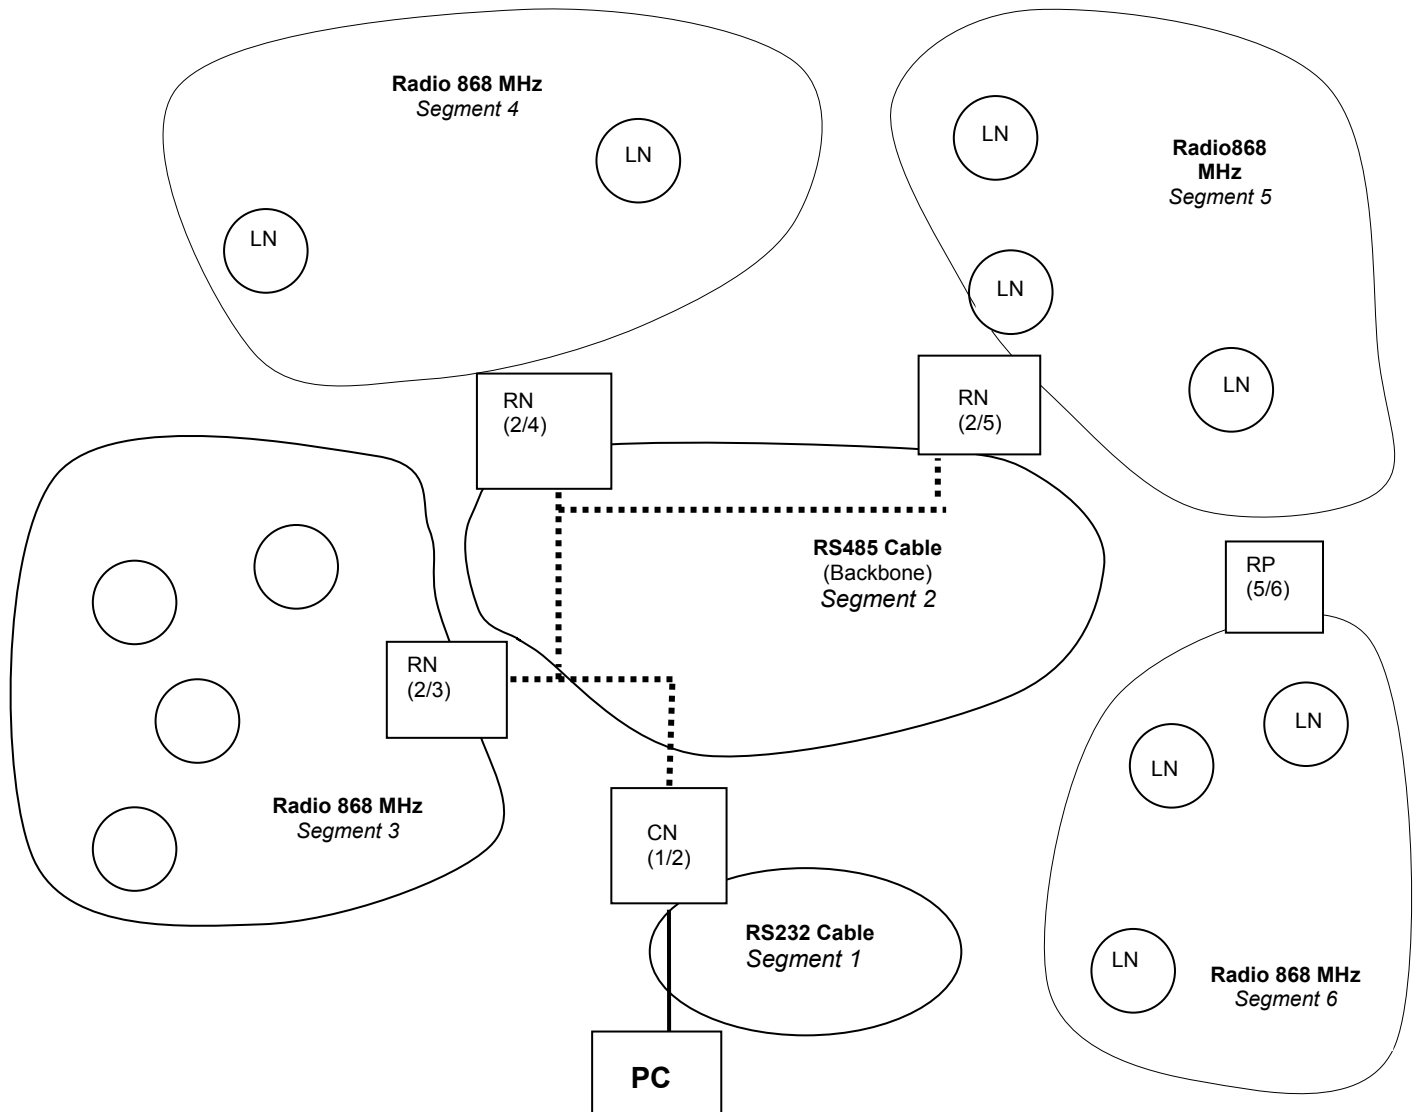 Radio 868 MHz
Segment 4
LN
LN
LN
Radio868
MHz
Segment 5
LN
LN
RN
(2/4)
RN
(2/5)
RS485 Cable
(Backbone)
Segment 2
RP
(5/6)
RN
(2/3)
LN
LN
Radio 868 MHz
Segment 3
CN
(1/2)
RS232 Cable
Segment 1
LN
Radio 868 MHz
Segment 6
PC